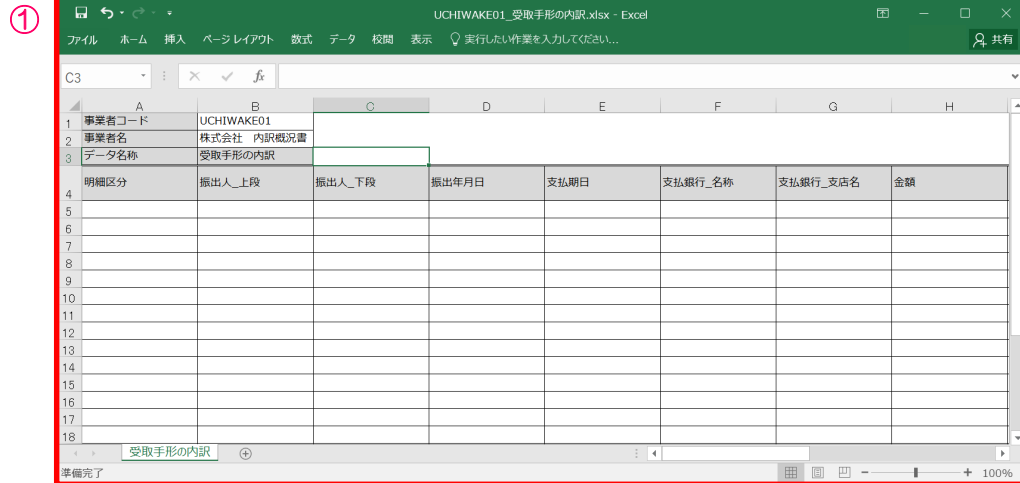 ①
UCHIWAKE01_受取手形の内訳.xlsx - Excel
ファイル ホーム 挿入 ページ レイアウト 数式 データ 校閲 表示 実行したい作業を入力してください... 共有
C3 fx
A B C D E F G H
1 事業者コード UCHIWAKE01
2 事業者名 株式会社 内訳概況書
3 データ名称 受取手形の内訳
4 明細区分 振出人_上段 振出人_下段 振出年月日 支払期日 支払銀行_名称 支払銀行_支店名 金額
5
6
7
8
9
10
11
12
13
14
15
16
17
18
受取手形の内訳
準備完了 100%